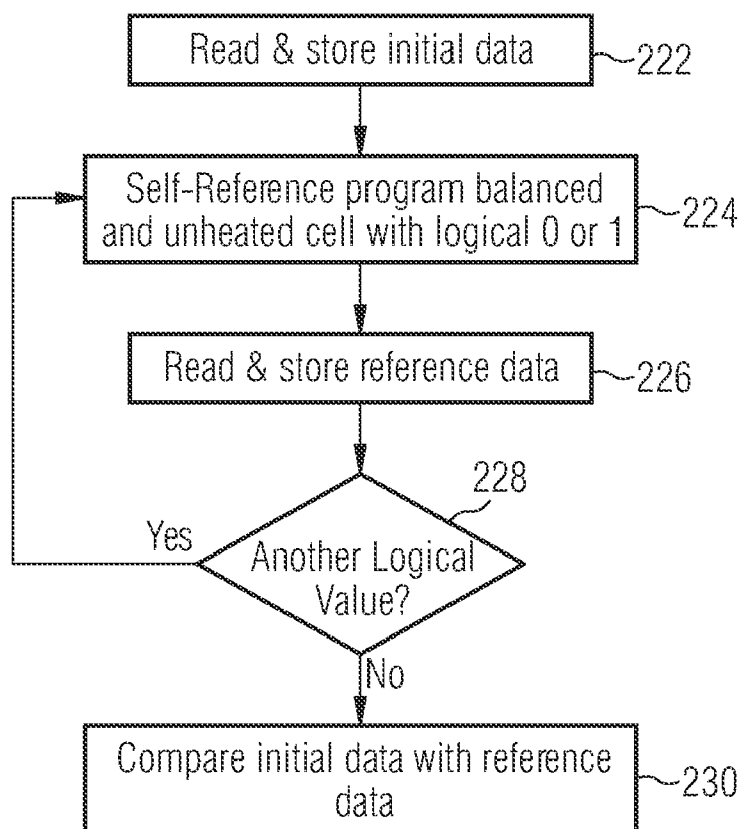 Read & store initial data
222
Self-Reference program balanced
and unheated cell with logical 0 or 1
224
Read & store reference data
226
228
Yes
Another Logical
Value?
No
Compare initial data with reference
data
230